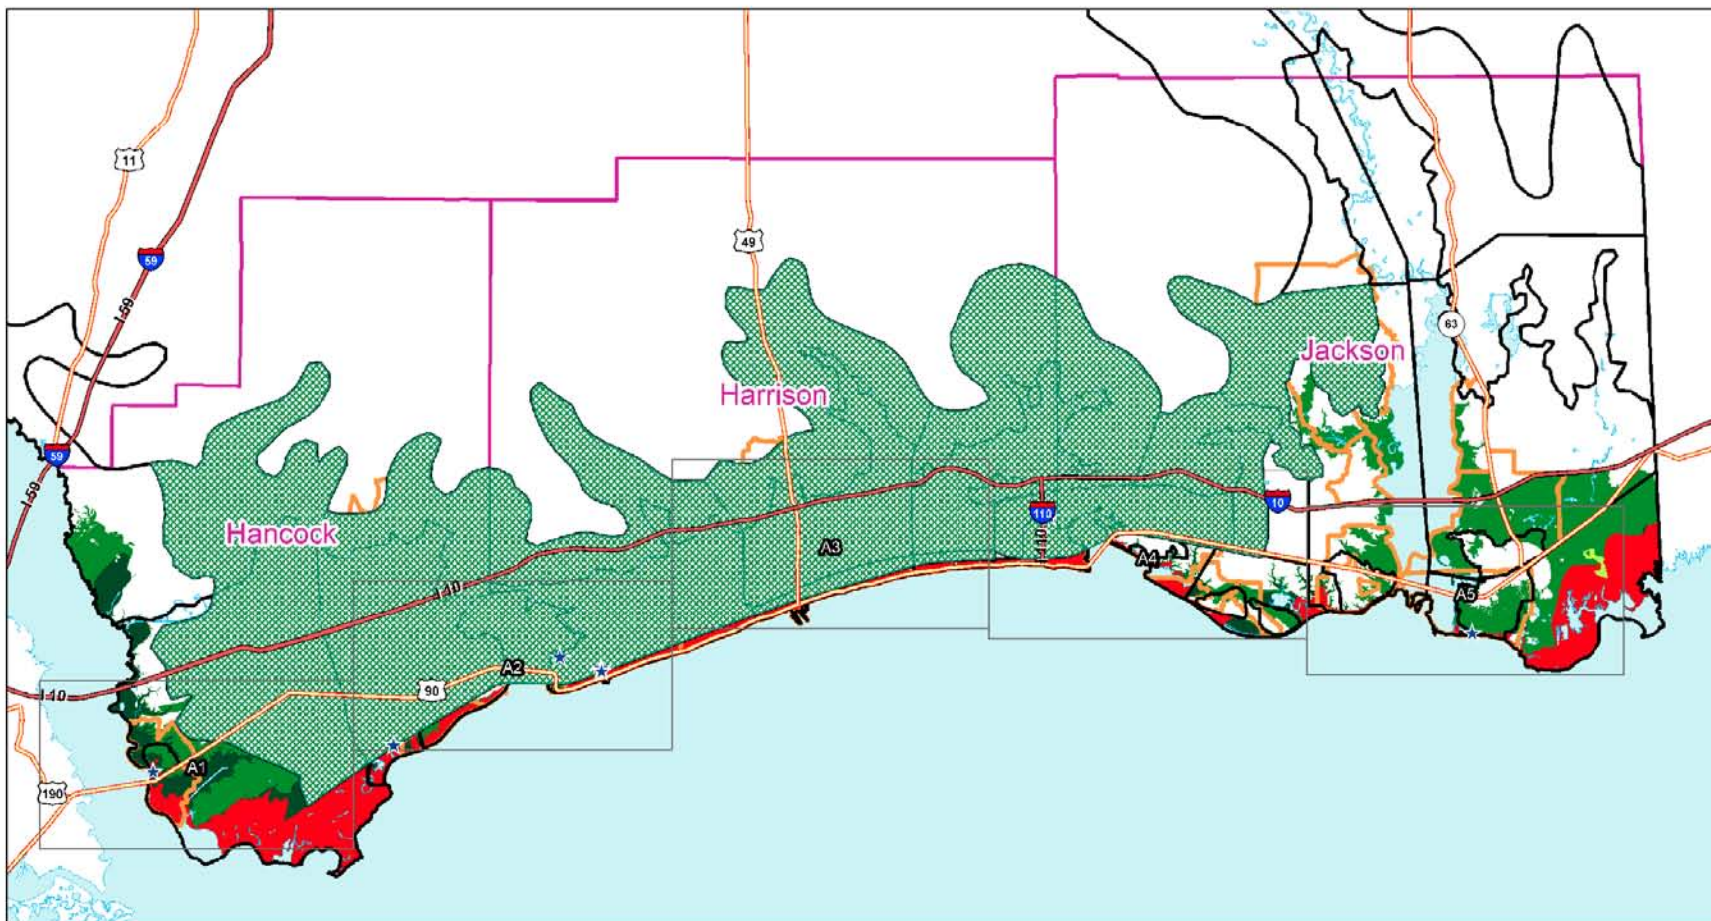 11
59
I-59
49
63
Jackson
Harrison
59
I-59
Hancock
10
110
I-110
A3
A4
I-10
A5
A2
90
I-10
A1
190